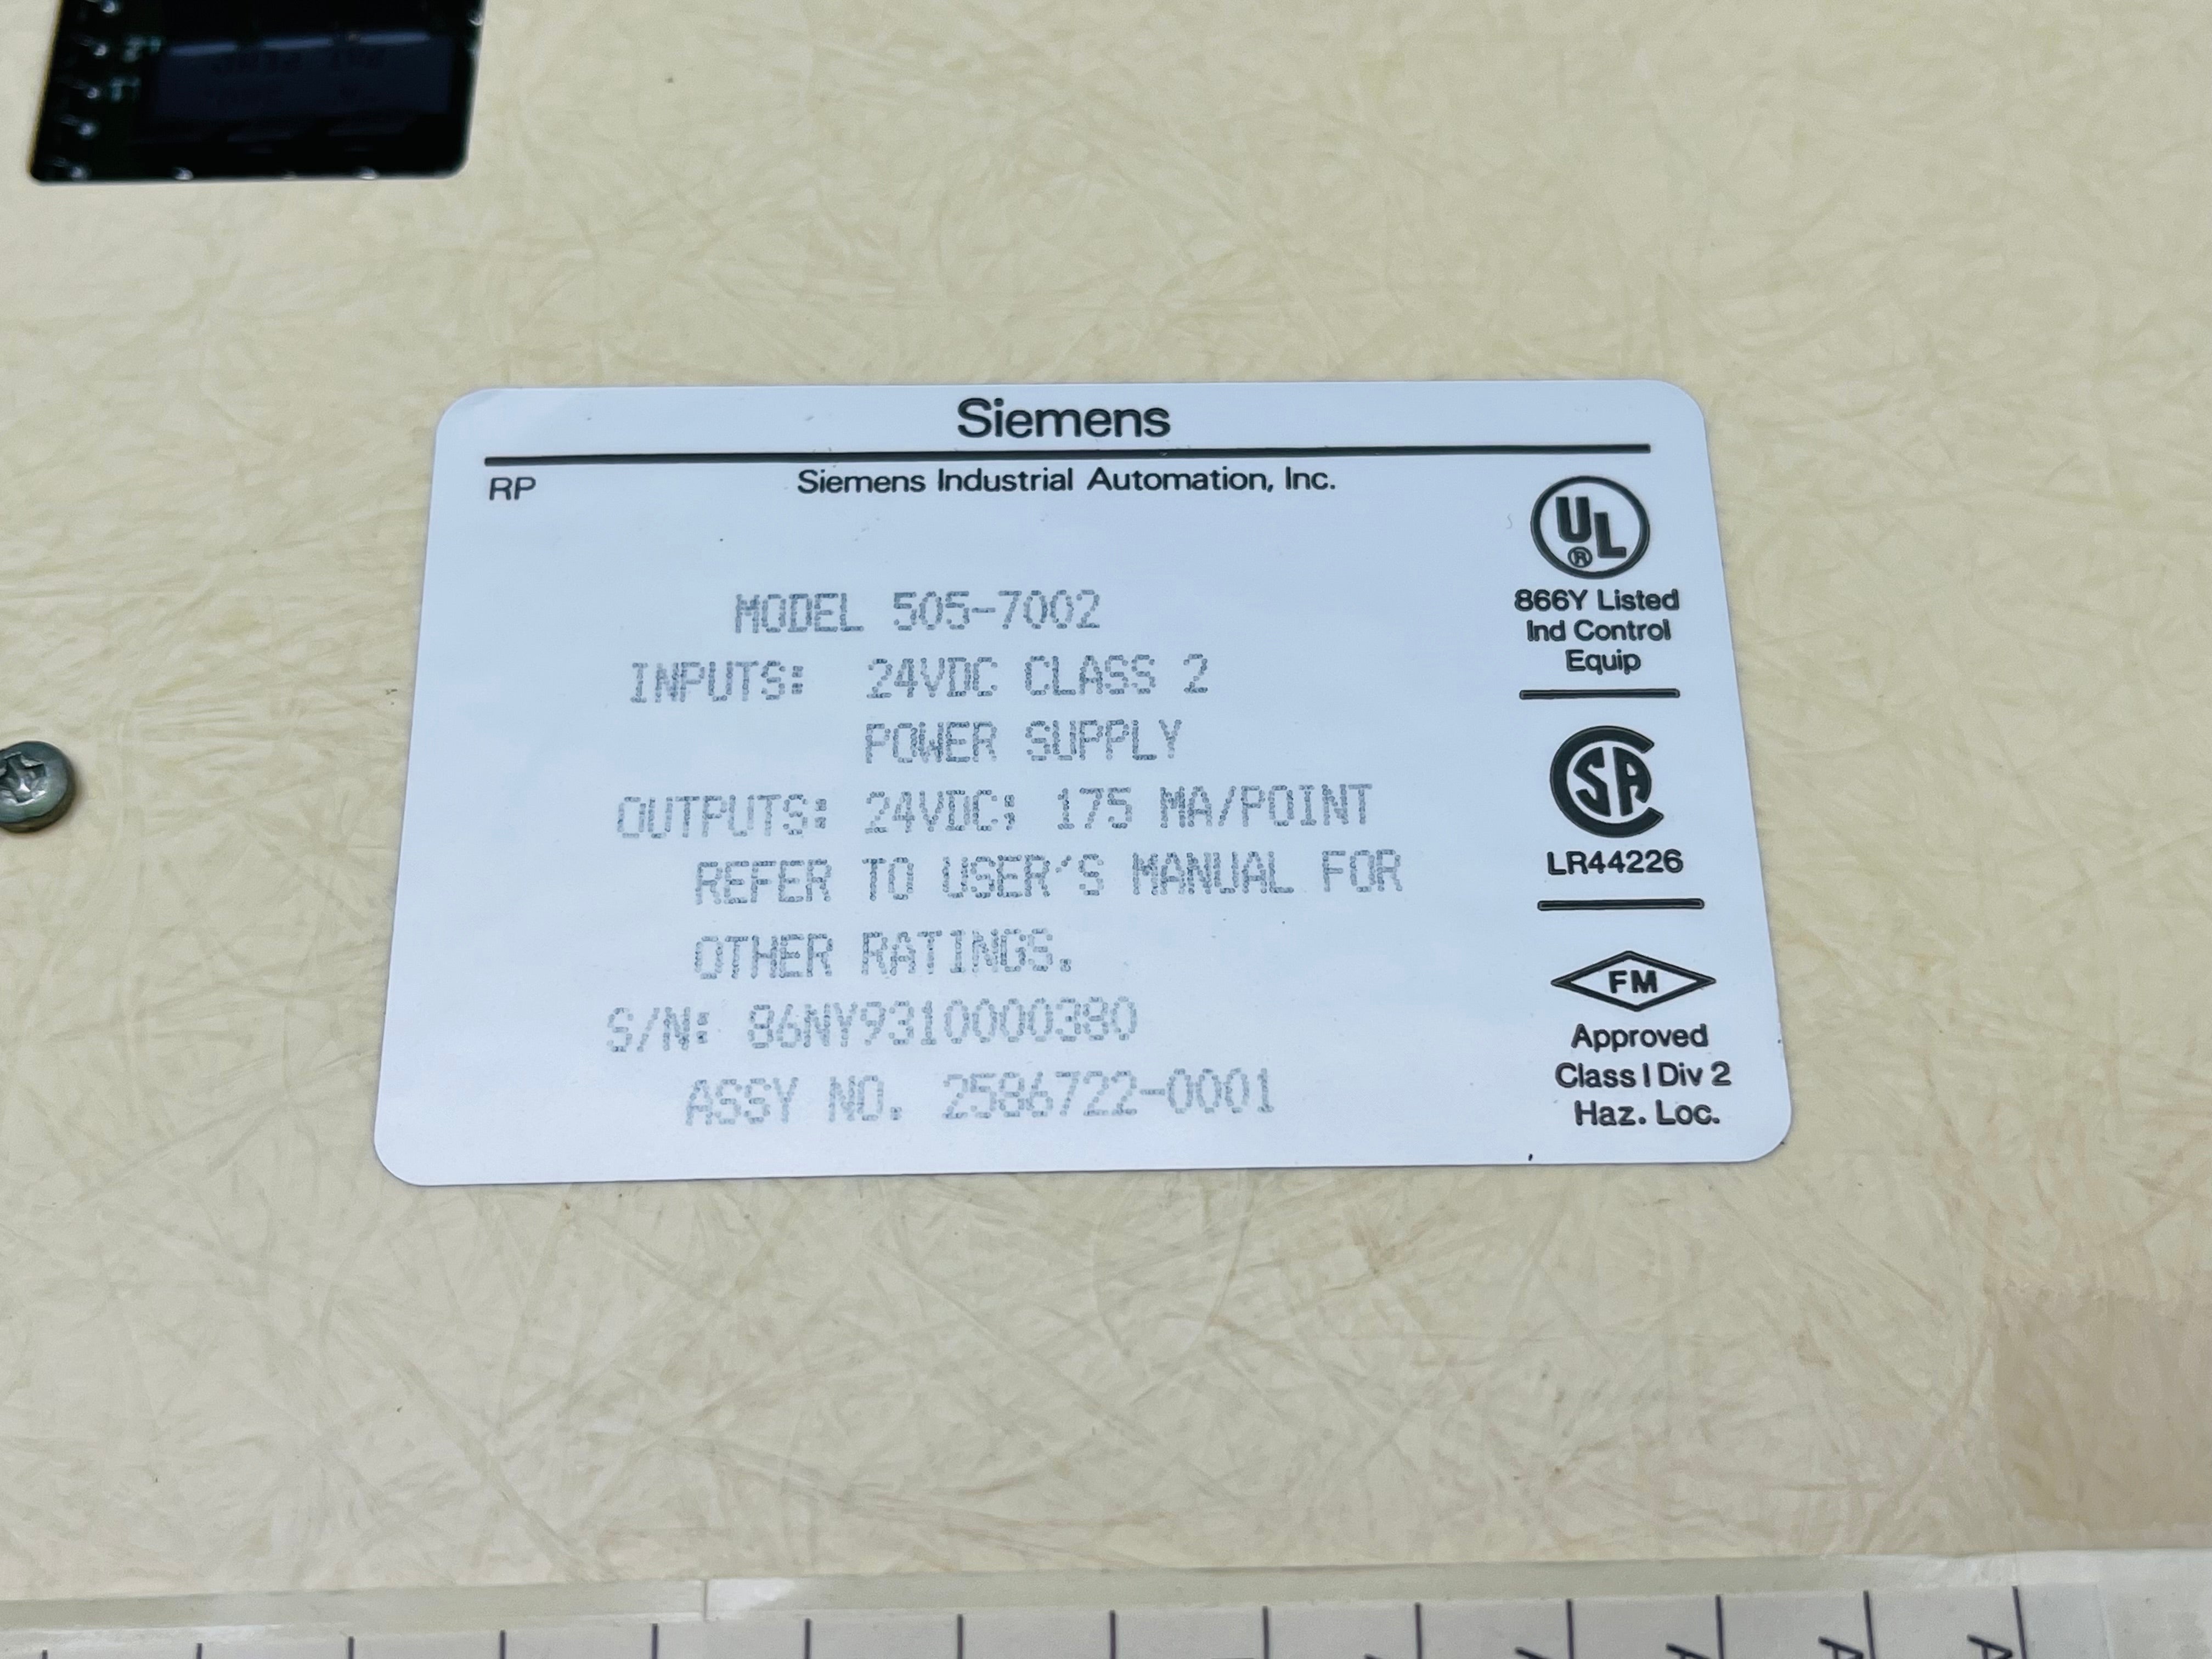 Siemens
RP
Siemens Industrial Automation, Inc.
MODEL 505-7002
INPUTS: 24VDC CLASS 2
POWER SUPPLY
OUTPUTS: 24VDC; 175 MA/POINT
REFER TO USER'S MANUAL FOR
OTHER RATINGS.
S/N: 86NY9310000380
ASSY NO. 2586722-0001
UL
®
866Y Listed
Ind Control
Equip
SA
LR44226
FM
Approved
Class I Div 2
Haz. Loc.